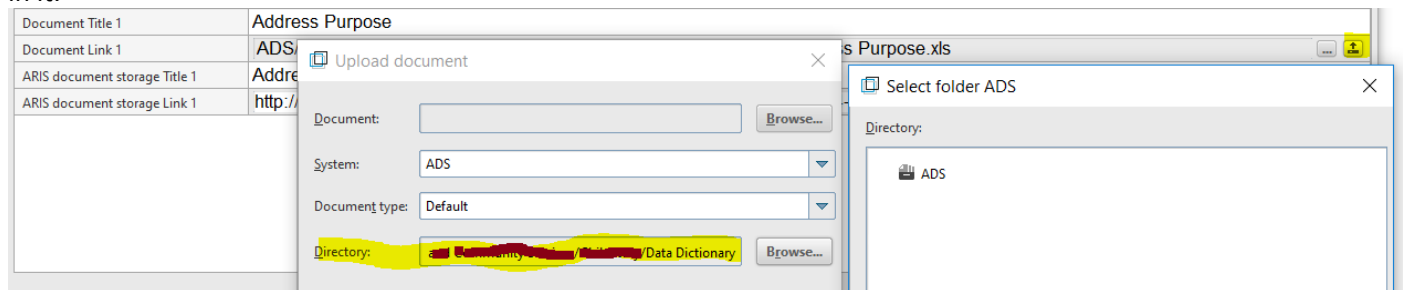 Document Title 1 Address Purpose
Document Link 1 ADS/ s Purpose.xls ...
ARIS document storage Title 1 Addre
ARIS document storage Link 1 http://
Upload document
Document: Browse...
System: ADS
Document type: Default
Directory: /Data Dictionary Browse...
Select folder ADS
Directory:
ADS